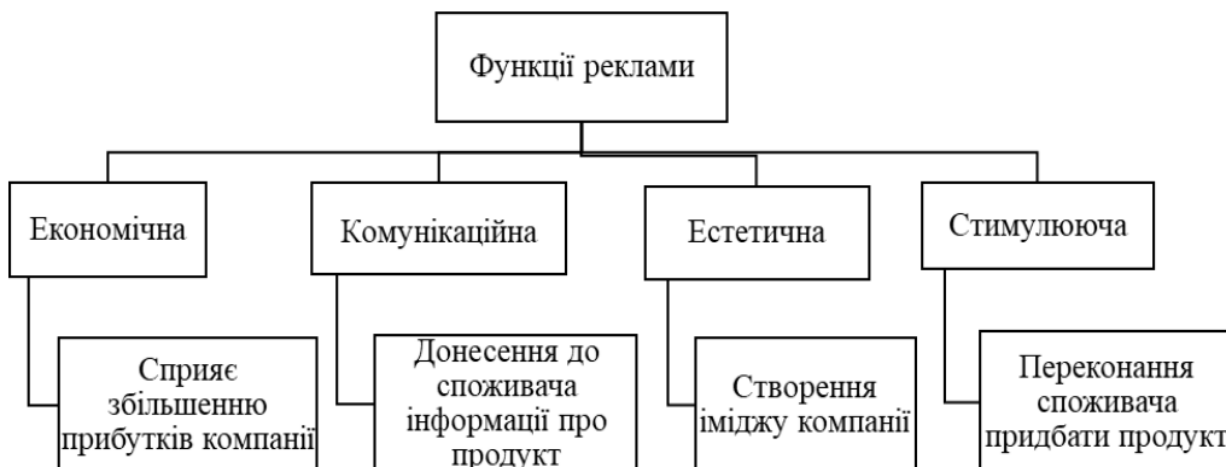 Функції реклами
Економічна
Комунікаційна
Естетична
Стимулююча
Сприяє
збільшенню
прибутків компанії
Донесення до
споживача
інформації про
продукт
Створення
іміджу компанії
Переконання
споживача
придбати продукт